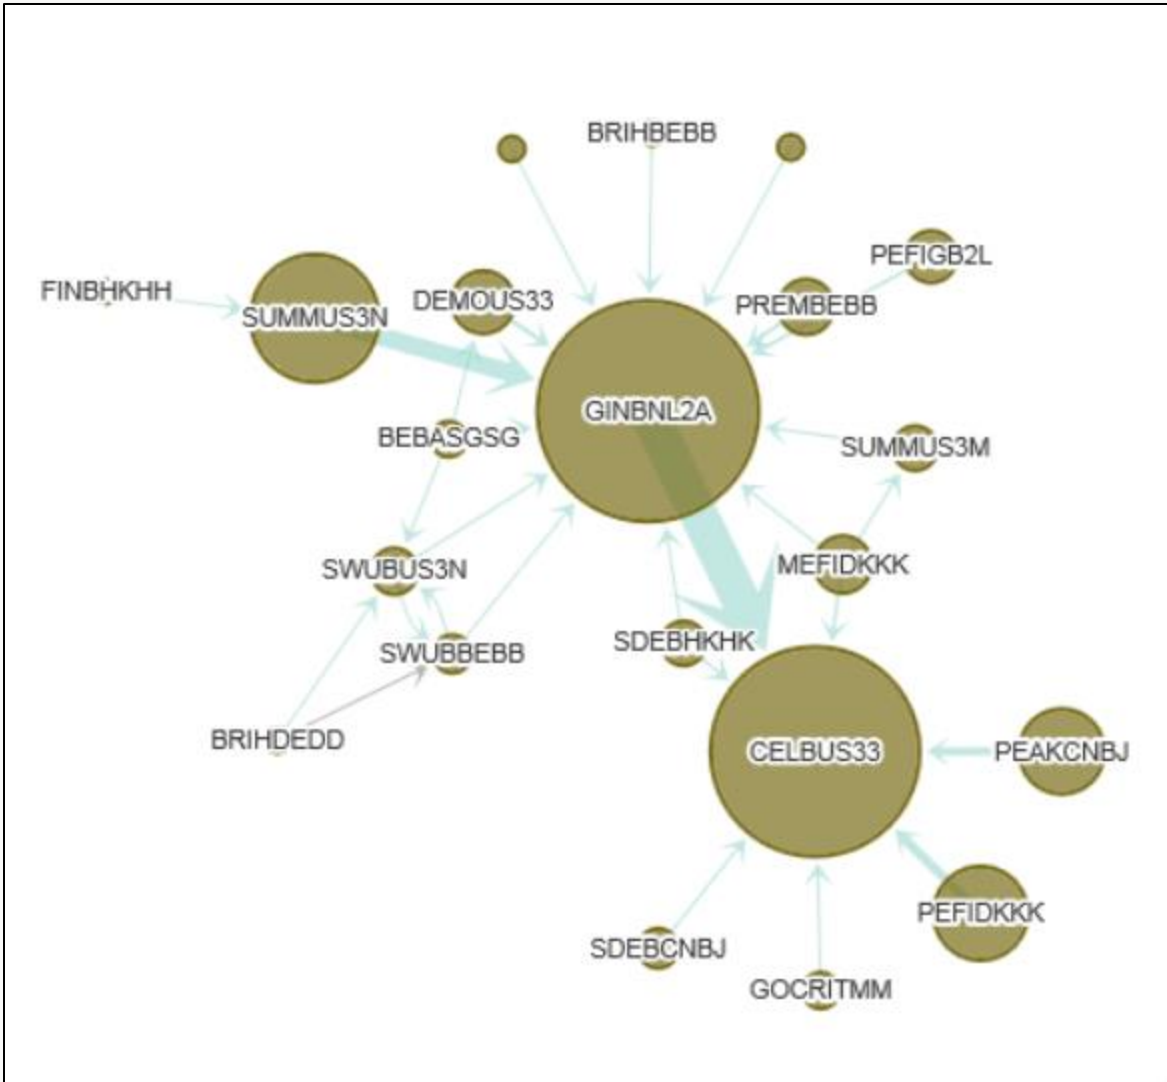 BRIHBEBB
PEFIGB2L
FINBHKHH
SUMMUS3N
DEMOUS33
PREMBEBB
GINBNL2A
BEBASGSG
SUMMUS3M
SWUBUS3N
MEFIDKKK
SWUBBEBB
SDEBHKHK
BRIHDEDD
CELBUS33
PEAKCNBJ
PEFIDKKK
SDEBCNBJ
GOCRITMM